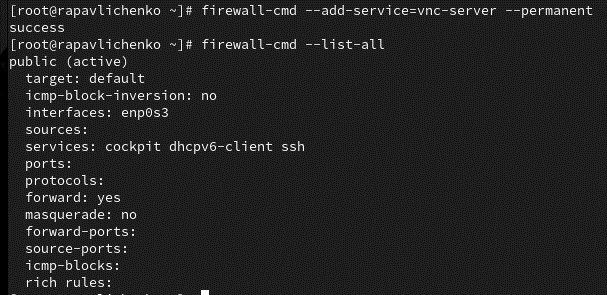 [root@rapavlichenko ~]# firewall-cmd --add-service=vnc-server --permanent
success
[root@rapavlichenko ~]# firewall-cmd --list-all
public (active)
  target: default
  icmp-block-inversion: no
  interfaces: enp0s3
  sources:
  services: cockpit dhcpv6-client ssh
  ports:
  protocols:
  forward: yes
  masquerade: no
  forward-ports:
  source-ports:
  icmp-blocks:
  rich rules: